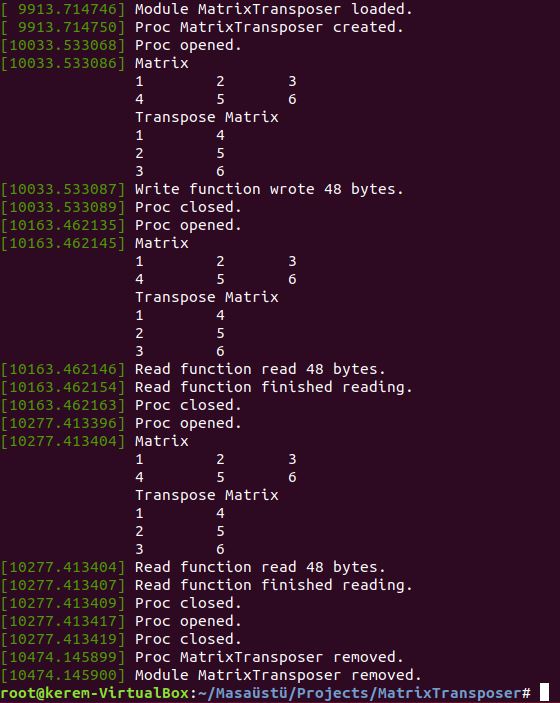 [ 9913.714746] Module MatrixTransposer loaded.
[ 9913.714750] Proc MatrixTransposer created.
[10033.533068] Proc opened.
[10033.533086] Matrix
1 2 3
4 5 6
Transpose Matrix
1 4
2 5
3 6
[10033.533087] Write function wrote 48 bytes.
[10033.533089] Proc closed.
[10163.462135] Proc opened.
[10163.462145] Matrix
1 2 3
4 5 6
Transpose Matrix
1 4
2 5
3 6
[10163.462146] Read function read 48 bytes.
[10163.462154] Read function finished reading.
[10163.462163] Proc closed.
[10277.413396] Proc opened.
[10277.413404] Matrix
1 2 3
4 5 6
Transpose Matrix
1 4
2 5
3 6
[10277.413404] Read function read 48 bytes.
[10277.413407] Read function finished reading.
[10277.413409] Proc closed.
[10277.413417] Proc opened.
[10277.413419] Proc closed.
[10474.145899] Proc MatrixTransposer removed.
[10474.145900] Module MatrixTransposer removed.
root@kerem-VirtualBox:~/Masaüstü/Projects/MatrixTransposer#